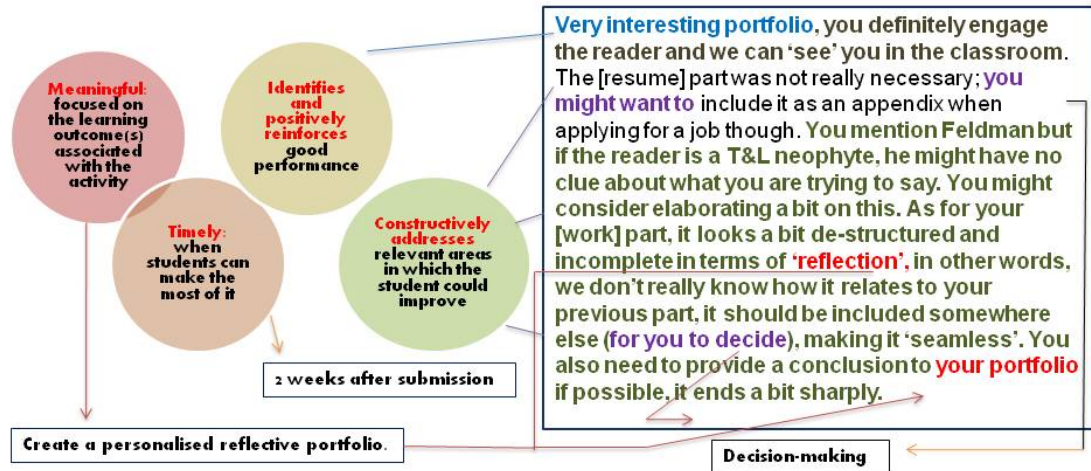 Meaningful:
focused on
the learning
outcome(s)
associated
with the
activity
Identifies
and
positively
reinforces
good
performance
Timely:
when
students can
make the
most of it
Constructively
addresses
relevant areas
in which the
student could
improve
2 weeks after submission
Create a personalised reflective portfolio.
Very interesting portfolio, you definitely engage
the reader and we can ‘see’ you in the classroom.
The [resume] part was not really necessary; you
might want to include it as an appendix when
applying for a job though. You mention Feldman but
if the reader is a T&L neophyte, he might have no
clue about what you are trying to say. You might
consider elaborating a bit on this. As for your
[work] part, it looks a bit de-structured and
incomplete in terms of ‘reflection’, in other words,
we don’t really know how it relates to your
previous part, it should be included somewhere
else (for you to decide), making it ‘seamless’. You
also need to provide a conclusion to your portfolio
if possible, it ends a bit sharply.
Decision-making